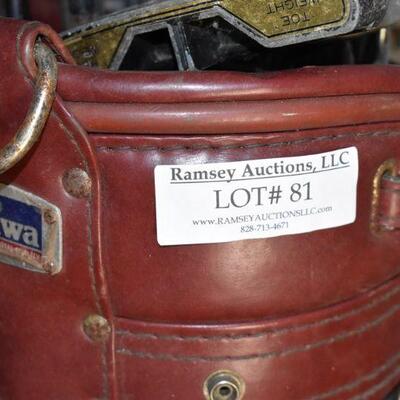 TOE
WEIGHT
Ramsey Auctions, LLC
LOT# 81
www.RAMSEYAUCTIONSLLC.com
828-713-4671
wa